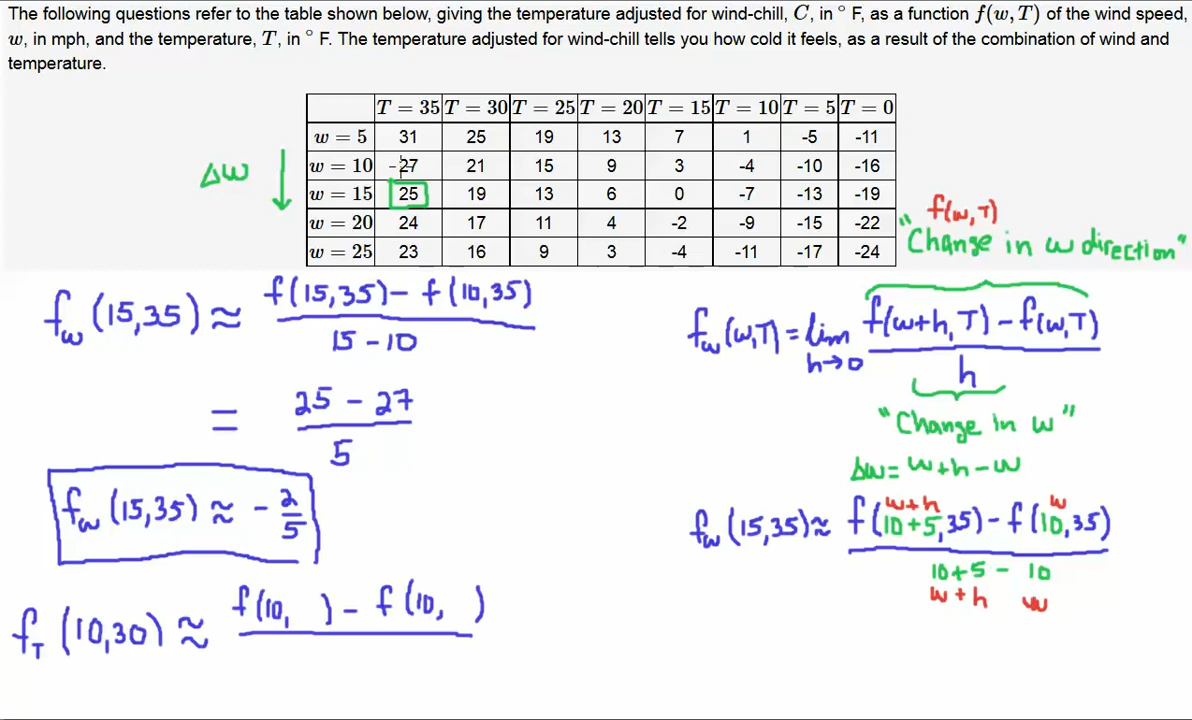 The following questions refer to the table shown below, giving the temperature adjusted for wind-chill, C, in ° F, as a function f(w, T) of the wind speed,
w, in mph, and the temperature, T, in ° F. The temperature adjusted for wind-chill tells you how cold it feels, as a result of the combination of wind and
temperature.
T = 35 T = 30 T = 25 T = 20 T = 15 T = 10 T = 5 T = 0
w = 5 31 25 19 13 7 1 -5 -11
w = 10 27 21 15 9 3 -4 -10 -16
w = 15 25 19 13 6 0 -7 -13 -19
w = 20 24 17 11 4 -2 -9 -15 -22
w = 25 23 16 9 3 -4 -11 -17 -24
Δw ↓
f(w,T)
"Change in w direction"
f_w (15,35) ≈ f(15,35) - f(10,35)
15 - 10
= 25 - 27
5
f_w (15,35) ≈ - 2/5
f_T (10,30) ≈ f(10, ) - f(10, )
f_w (w,T) = lim h→0 f(w+h,T) - f(w,T)
h
"Change in w"
Δw = w+h - w
w+h w
f_w (15,35) ≈ f(10+5,35) - f(10,35)
10+5 - 10
w+h w